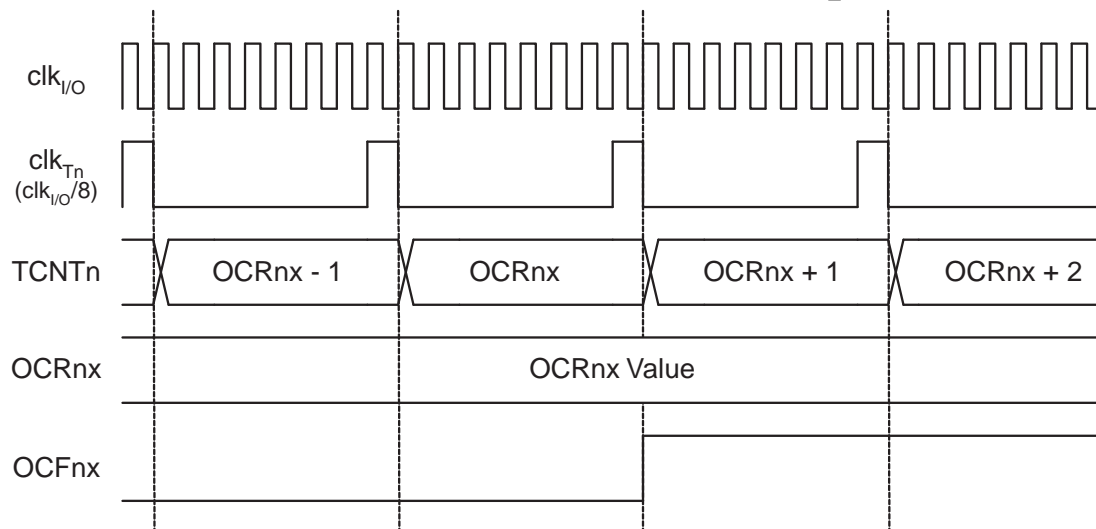 clkI/O
clkTn
(clkI/O/8)
TCNTn
OCRnx - 1
OCRnx
OCRnx + 1
OCRnx + 2
OCRnx
OCRnx Value
OCFnx